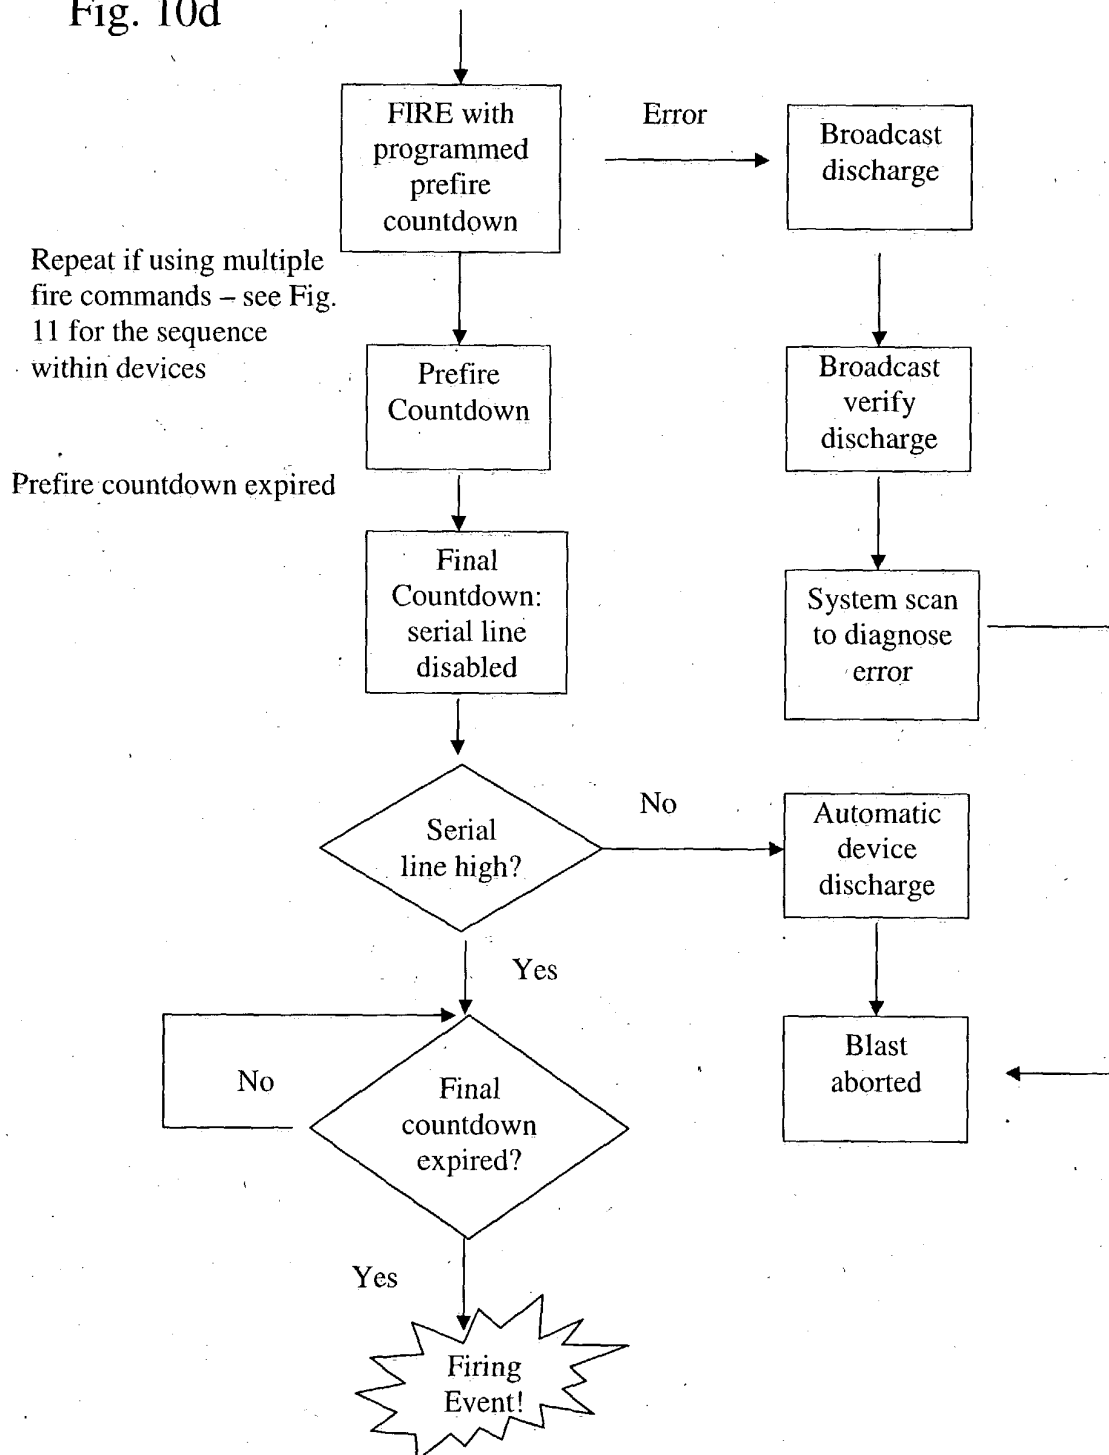 Fig. 10d
FIRE with
programmed
prefire
countdown
Error
Broadcast
discharge
Repeat if using multiple
fire commands – see Fig.
11 for the sequence
within devices
Prefire
Countdown
Broadcast
verify
discharge
Prefire countdown expired
Final
Countdown:
serial line
disabled
System scan
to diagnose
error
Serial
line high?
No
Automatic
device
discharge
Yes
No
Final
countdown
expired?
Blast
aborted
Yes
Firing
Event!